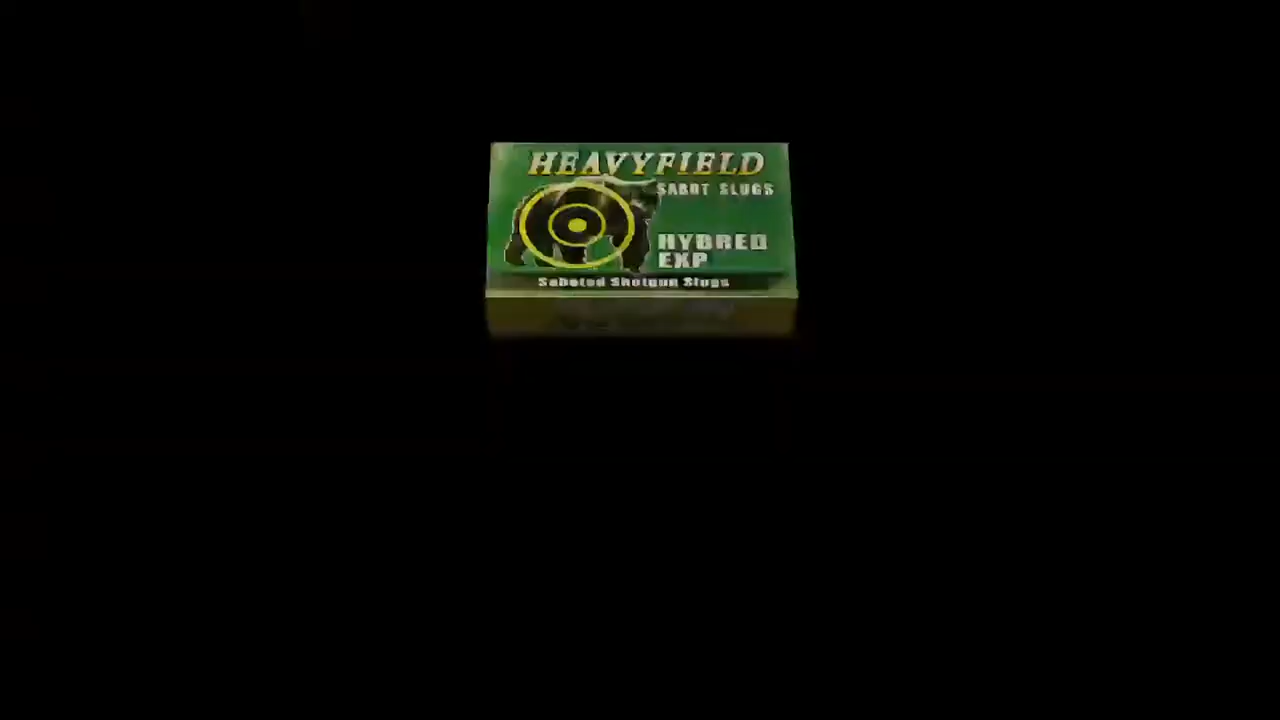 HEAVYFIELD
SABOT SLUGS
HYBRED
EXP
Saboted Shotgun Slugs